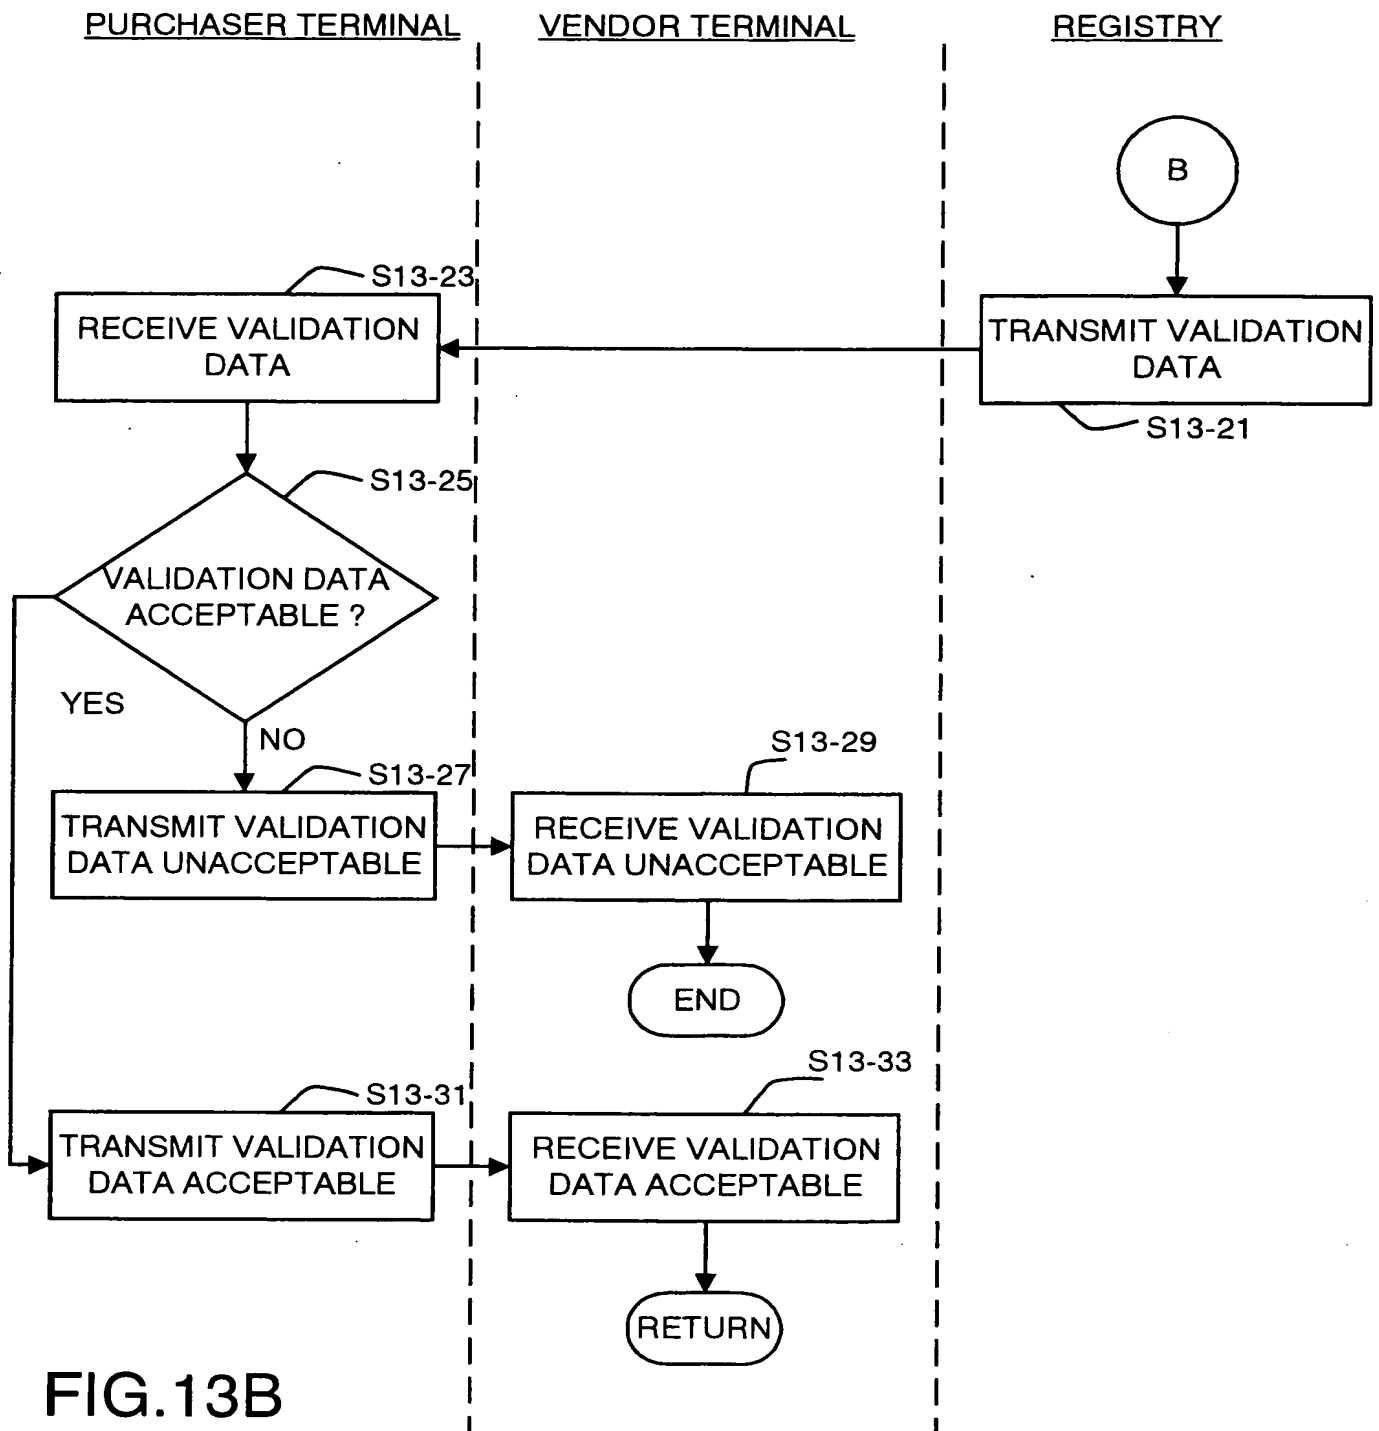 PURCHASER TERMINAL
VENDOR TERMINAL
REGISTRY
B
S13-23
RECEIVE VALIDATION
DATA
TRANSMIT VALIDATION
DATA
S13-21
S13-25
VALIDATION DATA
ACCEPTABLE ?
YES
NO
S13-27
S13-29
TRANSMIT VALIDATION
DATA UNACCEPTABLE
RECEIVE VALIDATION
DATA UNACCEPTABLE
END
S13-31
S13-33
TRANSMIT VALIDATION
DATA ACCEPTABLE
RECEIVE VALIDATION
DATA ACCEPTABLE
RETURN
FIG.13B